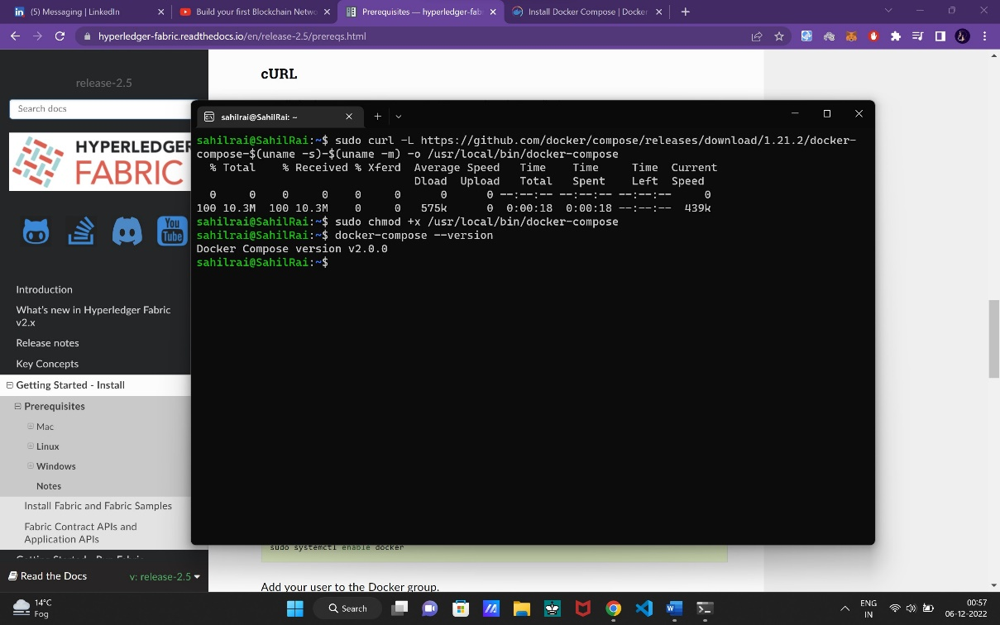 (5) Messaging | LinkedIn
Build your first Blockchain Netwo
Prerequisites — hyperledger-fab
Install Docker Compose | Docker
hyperledger-fabric.readthedocs.io/en/release-2.5/prereqs.html
release-2.5
Search docs
HYPERLEDGER
FABRIC
You
Tube
Introduction
What's new in Hyperledger Fabric
v2.x
Release notes
Key Concepts
Getting Started - Install
Prerequisites
Mac
Linux
Windows
Notes
Install Fabric and Fabric Samples
Fabric Contract APIs and
Application APIs
Getting Started - Run Fabric
Read the Docs
v: release-2.5
cURL
sahilrai@SahilRai: ~
sahilrai@SahilRai:~$ sudo curl -L https://github.com/docker/compose/releases/download/1.21.2/docker-
compose-$(uname -s)-$(uname -m) -o /usr/local/bin/docker-compose
% Total % Received % Xferd Average Speed Time Time Time Current
Dload Upload Total Spent Left Speed
0 0 0 0 0 0 0 0 --:--:-- --:--:-- --:--:-- 0
100 10.3M 100 10.3M 0 0 575k 0 0:00:18 0:00:18 --:--:-- 439k
sahilrai@SahilRai:~$ sudo chmod +x /usr/local/bin/docker-compose
sahilrai@SahilRai:~$ docker-compose --version
Docker Compose version v2.0.0
sahilrai@SahilRai:~$
sudo systemctl enable docker
Add your user to the Docker group.
14°C
Fog
Search
ENG
IN
00:57
06-12-2022